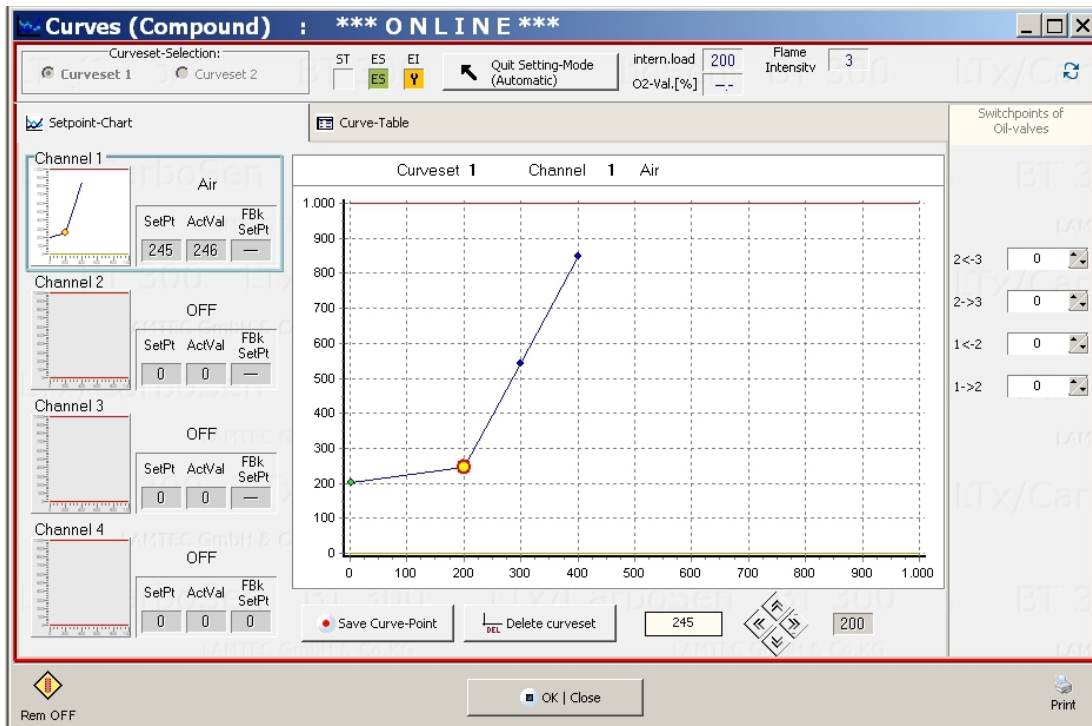 Curves (Compound) : *** O N L I N E ***
Curveset-Selection:
Curveset 1
Curveset 2
ST
ES
ES
EI
Quit Setting-Mode
(Automatic)
intern.load 200
O2-Val.[%] —.-
Flame
Intensity 3
Setpoint-Chart
Curve-Table
Switchpoints of
Oil-valves
Channel 1
Air
SetPt ActVal FBk
SetPt
245 246 —
Channel 2
OFF
SetPt ActVal FBk
SetPt
0 0 —
Channel 3
OFF
SetPt ActVal FBk
SetPt
0 0 —
Channel 4
OFF
SetPt ActVal FBk
SetPt
0 0 0
Curveset 1 Channel 1 Air
1.000
900
800
700
600
500
400
300
200
100
0
0 100 200 300 400 500 600 700 800 900 1.000
2<-3 0
2->3 0
1<-2 0
1->2 0
Save Curve-Point
DEL Delete curveset
245
200
Rem OFF
OK | Close
Print